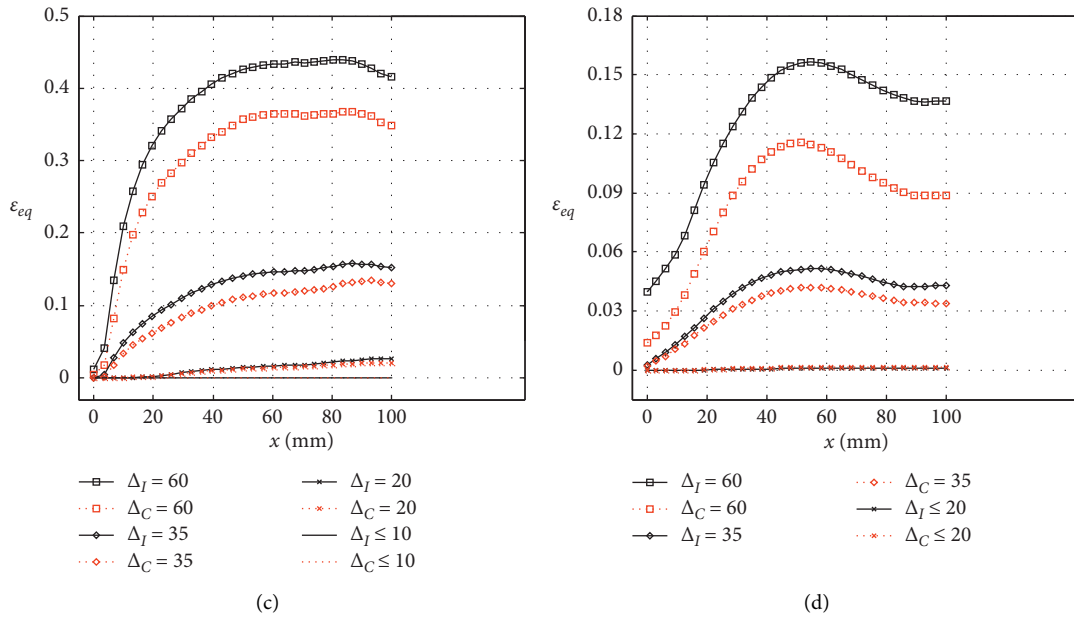 0.5
0.4
0.3
0.2
0.1
0
ε_eq
0 20 40 60 80 100
x (mm)
Δ_I = 60
Δ_C = 60
Δ_I = 35
Δ_C = 35
Δ_I = 20
Δ_C = 20
Δ_I ≤ 10
Δ_C ≤ 10
(c)
0.18
0.15
0.12
0.09
0.06
0.03
0
ε_eq
0 20 40 60 80 100
x (mm)
Δ_I = 60
Δ_C = 60
Δ_I = 35
Δ_C = 35
Δ_I ≤ 20
Δ_C ≤ 20
(d)